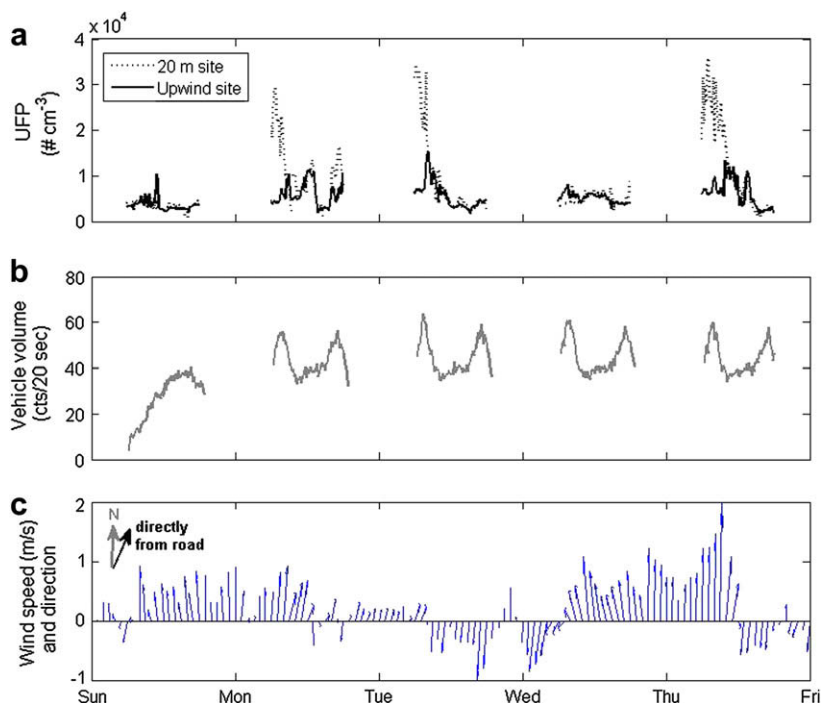 a
x 10⁴
4
3
2
1
0
UFP
(# cm⁻³)
20 m site
Upwind site
b
80
60
40
20
0
Vehicle volume
(cts/20 sec)
c
2
1
0
-1
Wind speed (m/s)
and direction
N
directly
from road
Sun
Mon
Tue
Wed
Thu
Fri